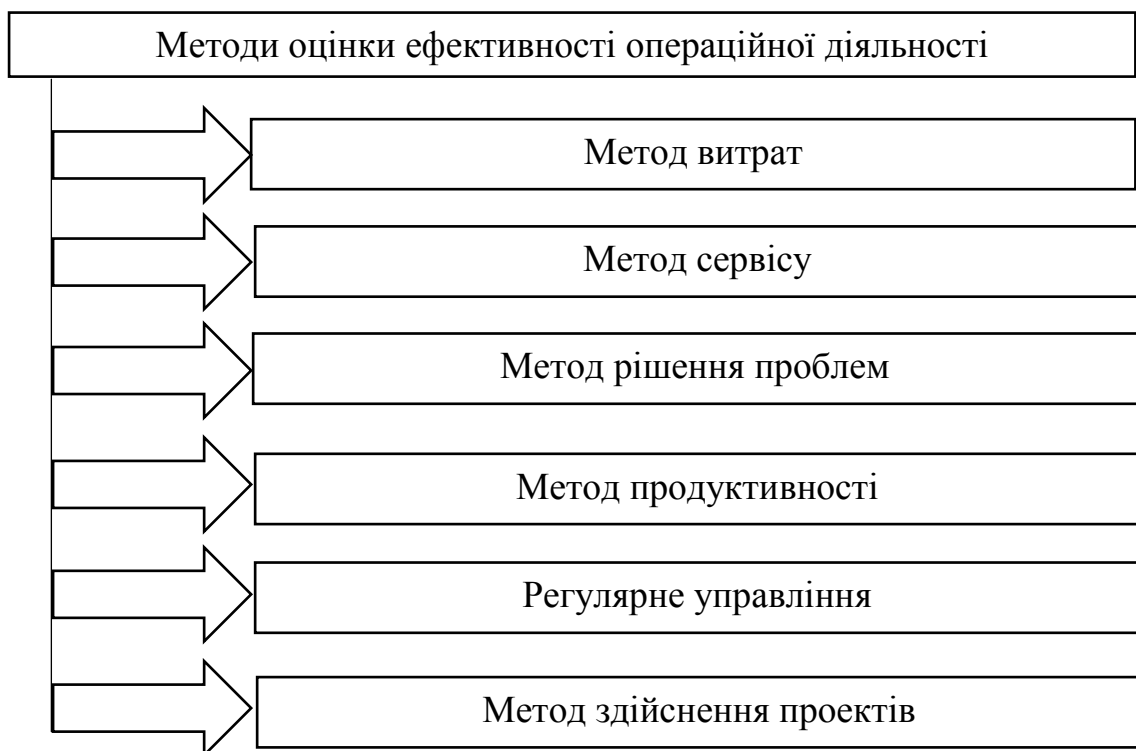 Методи оцінки ефективності операційної діяльності
Метод витрат
Метод сервісу
Метод рішення проблем
Метод продуктивності
Регулярне управління
Метод здійснення проектів